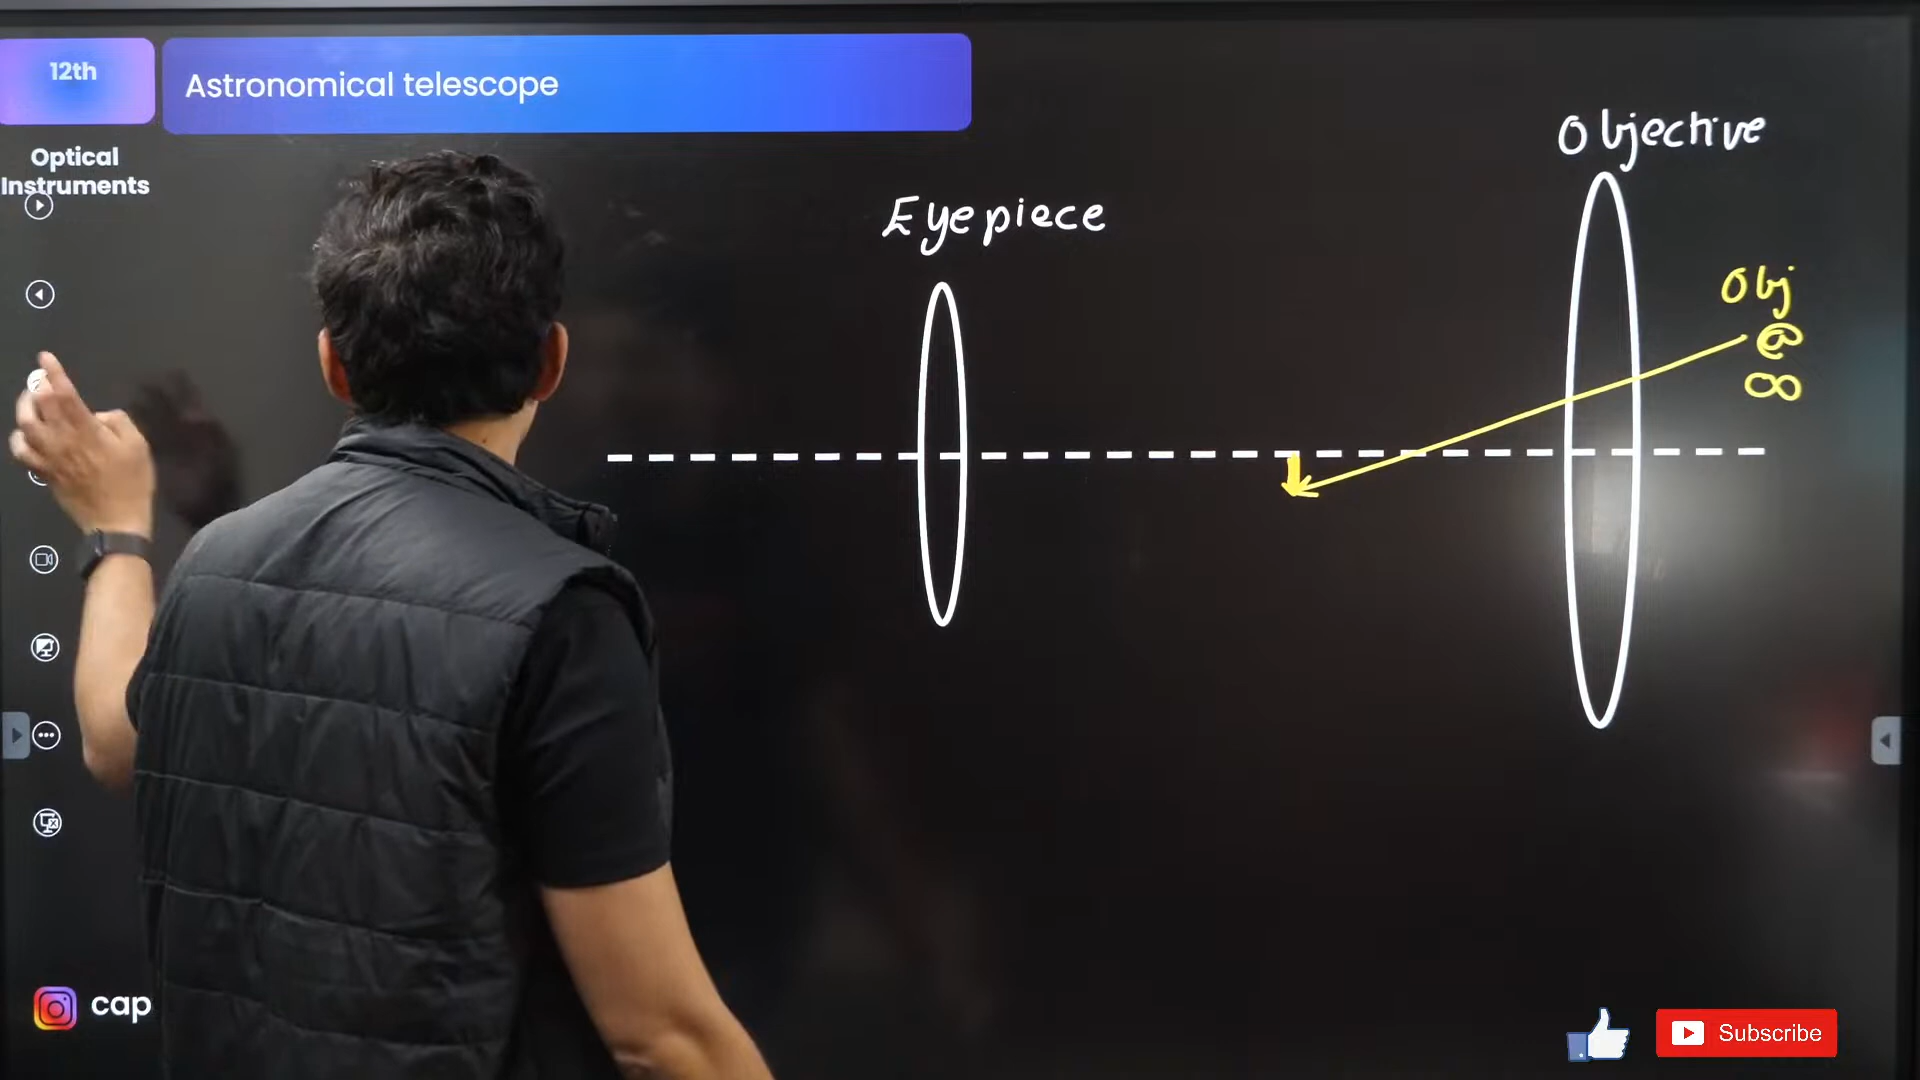 12th
Astronomical telescope
Optical
Instruments
Objective
Eyepiece
Obj
@
∞
cap
Subscribe